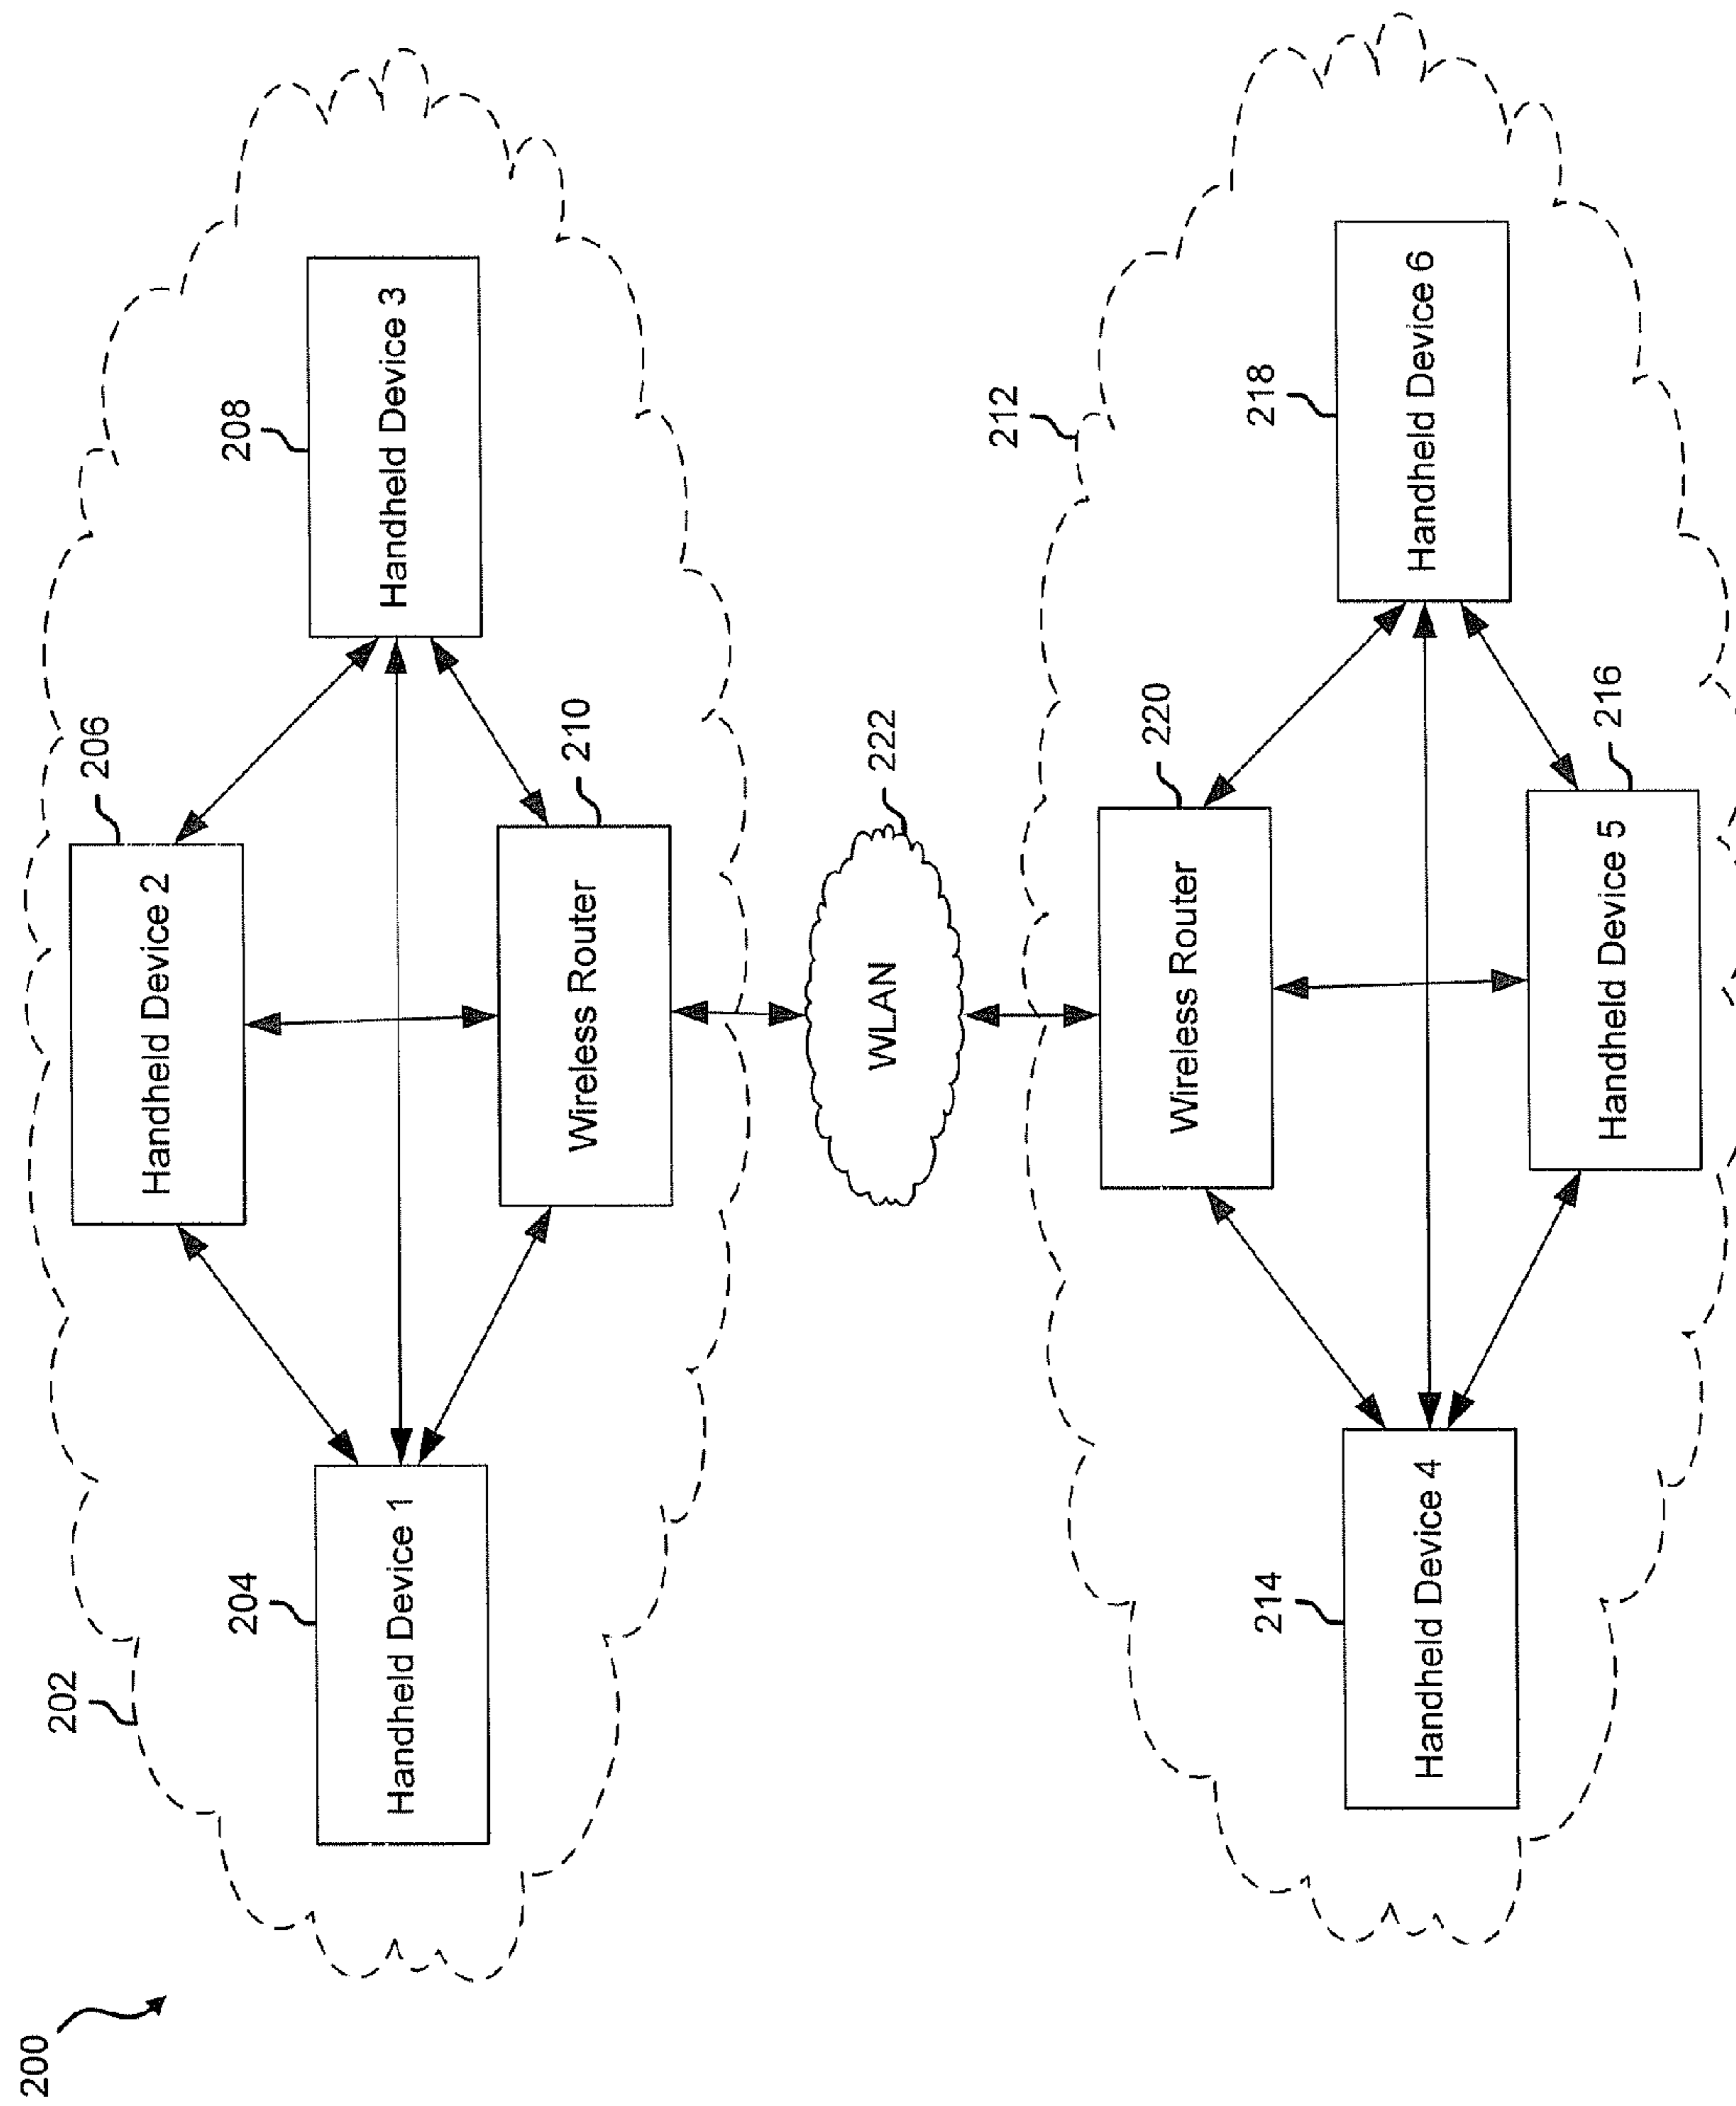 200
202
206
Handheld Device 2
204
Handheld Device 1
208
Handheld Device 3
210
Wireless Router
222
WLAN
212
220
Wireless Router
214
Handheld Device 4
218
Handheld Device 6
216
Handheld Device 5